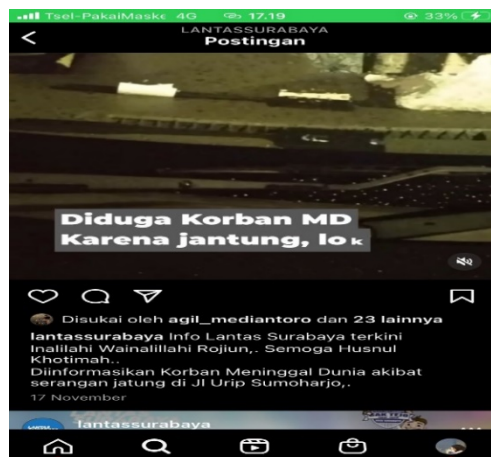 Tsel-PakaiMaske 4G 17.19 33%
LANTASSURABAYA
Postingan
Diduga Korban MD
Karena jantung, lok
Disukai oleh agil_mediantoro dan 23 lainnya
lantassurabaya Info Lantas Surabaya terkini
Inalilahi Wainalillahi Rojiun,. Semoga Husnul
Khotimah..
Diinformasikan Korban Meninggal Dunia akibat
serangan jatung di Jl Urip Sumoharjo,.
17 November
lantassurabaya